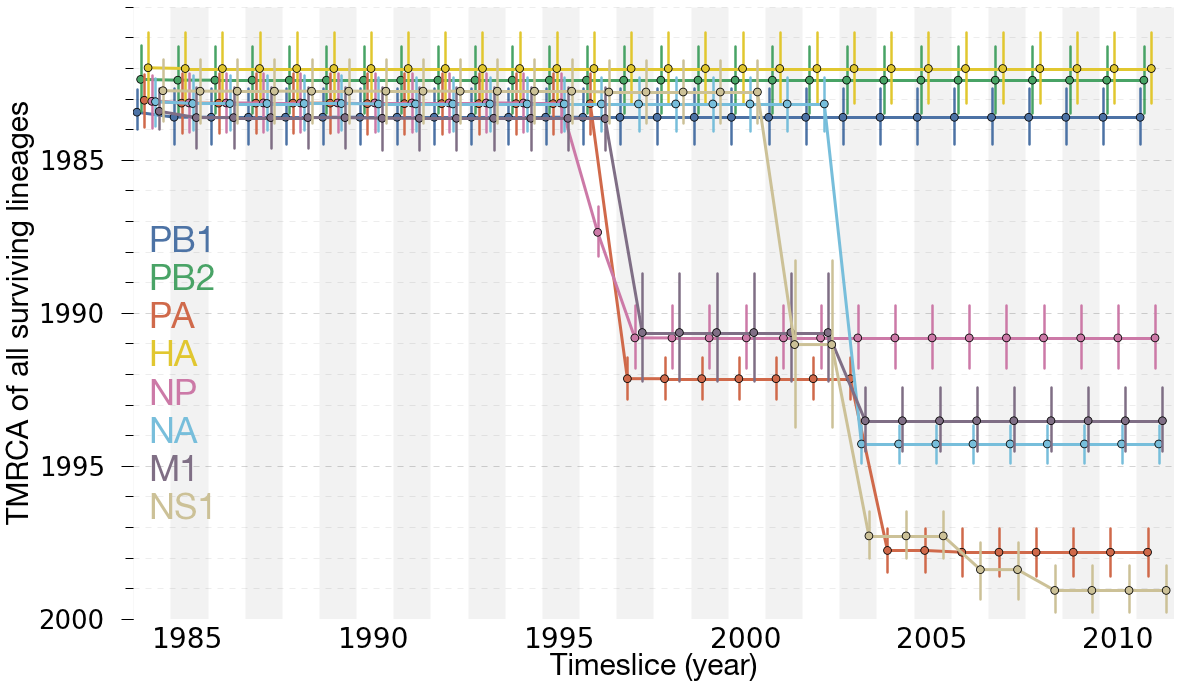 TMRCA of all surviving lineages
1985
1990
1995
2000
PB1
PB2
PA
HA
NP
NA
M1
NS1
1985 1990 1995 2000 2005 2010
Timeslice (year)